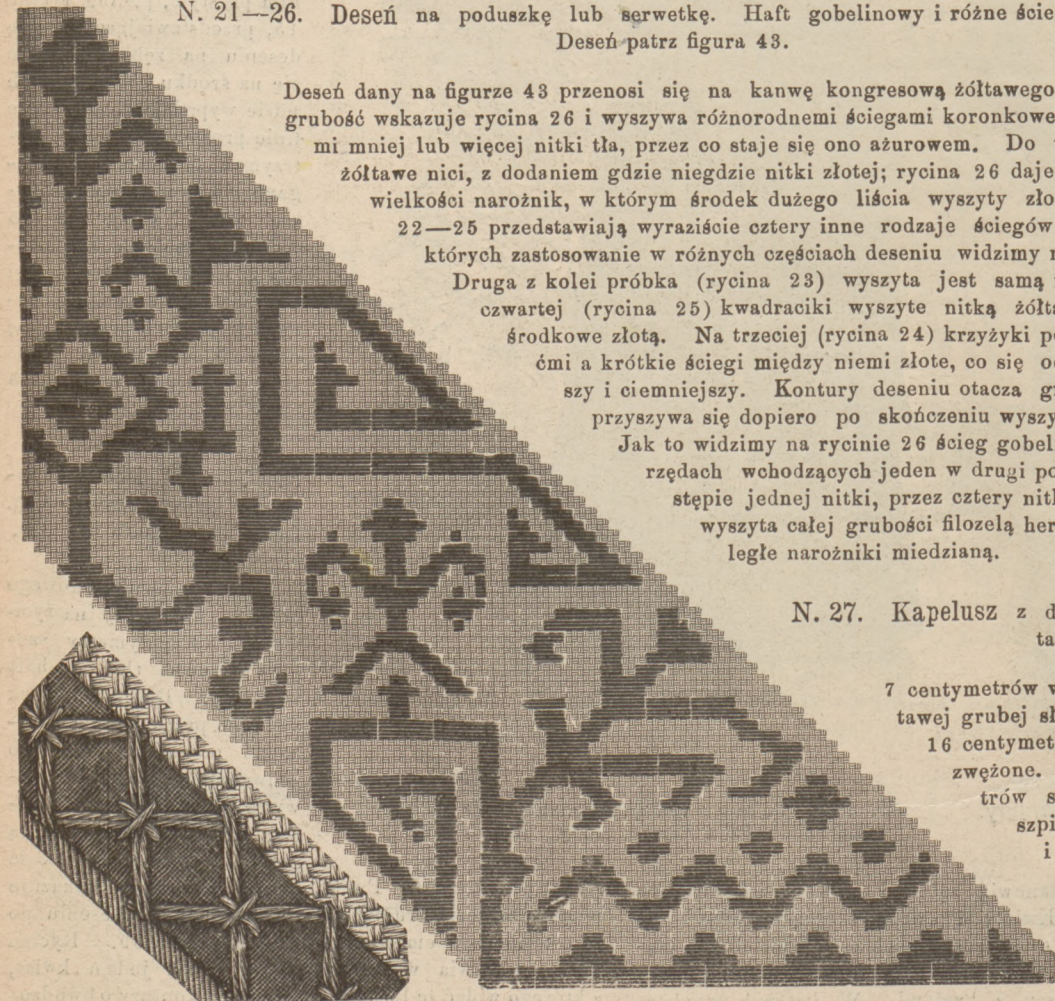 N. 21—26. Deseń na poduszkę lub serwetkę. Haft gobelinowy i różne ście
Deseń patrz figura 43.
Deseń dany na figurze 43 przenosi się na kanwę kongresową żółtawego
grubość wskazuje rycina 26 i wyszywa różnorodnemi ściegami koronkowe
mi mniej lub więcej nitki tła, przez co staje się ono ażurowem. Do
żółtawe nici, z dodaniem gdzie niegdzie nitki złotej; rycina 26 daje
wielkości narożnik, w którym środek dużego liścia wyszyty zło
22—25 przedstawiają wyraziście cztery inne rodzaje ściegów
których zastosowanie w różnych częściach deseniu widzimy n
Druga z kolei próbka (rycina 23) wyszyta jest samą
czwartej (rycina 25) kwadraciki wyszyte nitką żółta
środkowe złotą. Na trzeciej (rycina 24) krzyżyki p
ćmi a krótkie ściegi między niemi złote, co się o
szy i ciemniejszy. Kontury deseniu otacza g
przyszywa się dopiero po skończeniu wyszy
Jak to widzimy na rycinie 26 ścieg gobel
rzędach wchodzących jeden w drugi po
stępie jednej nitki, przez cztery nitk
wyszyta całej grubości filozelą her
ległe narożniki miedzianą.
N. 27. Kapelusz z d
ta
7 centymetrów w
tawej grubej sł
16 centymet
zwężone.
trów s
szpi
i